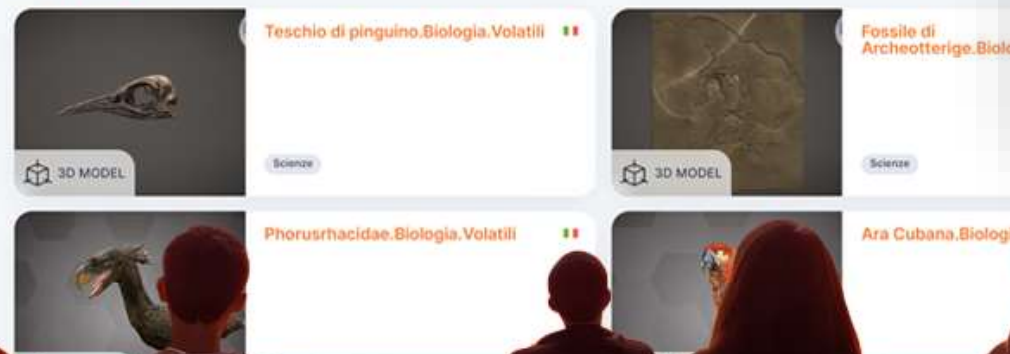 Teschio di pinguino.Biologia.Volatili
Scienze
3D MODEL
Fossile di
Archeotterige.Biolo
Scienze
3D MODEL
Phorusrhacidae.Biologia.Volatili
Ara Cubana.Biologi